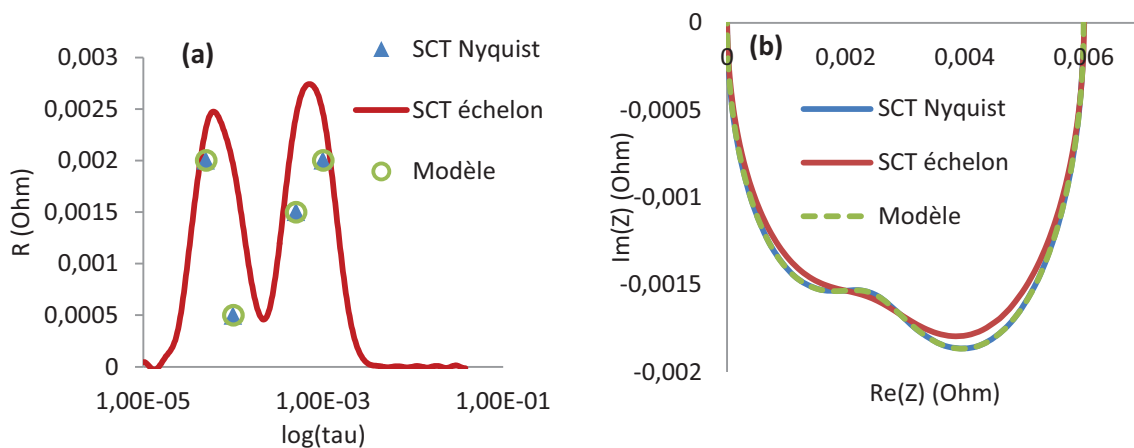 (a)
0,003
0,0025
0,002
0,0015
0,001
0,0005
0
R (Ohm)
1,00E-05
1,00E-03
1,00E-01
log(tau)
SCT Nyquist
SCT échelon
Modèle
(b)
0
0
0,002
0,004
0,006
-0,0005
-0,001
-0,0015
-0,002
Im(Z) (Ohm)
SCT Nyquist
SCT échelon
Modèle
Re(Z) (Ohm)